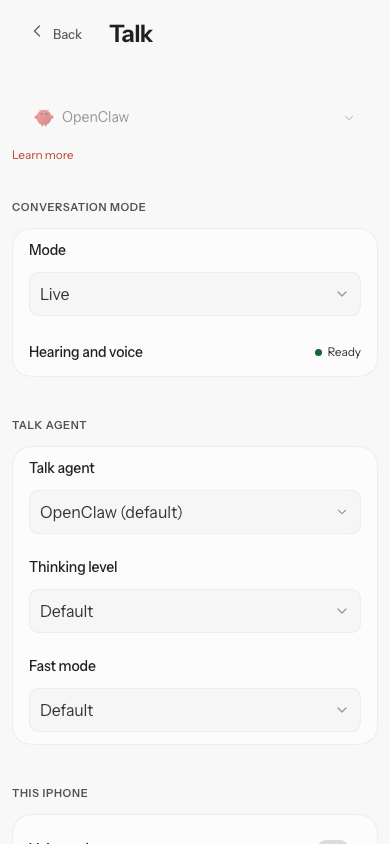 Back Talk
OpenClaw
Learn more
CONVERSATION MODE
Mode
Live
Hearing and voice Ready
TALK AGENT
Talk agent
OpenClaw (default)
Thinking level
Default
Fast mode
Default
THIS IPHONE